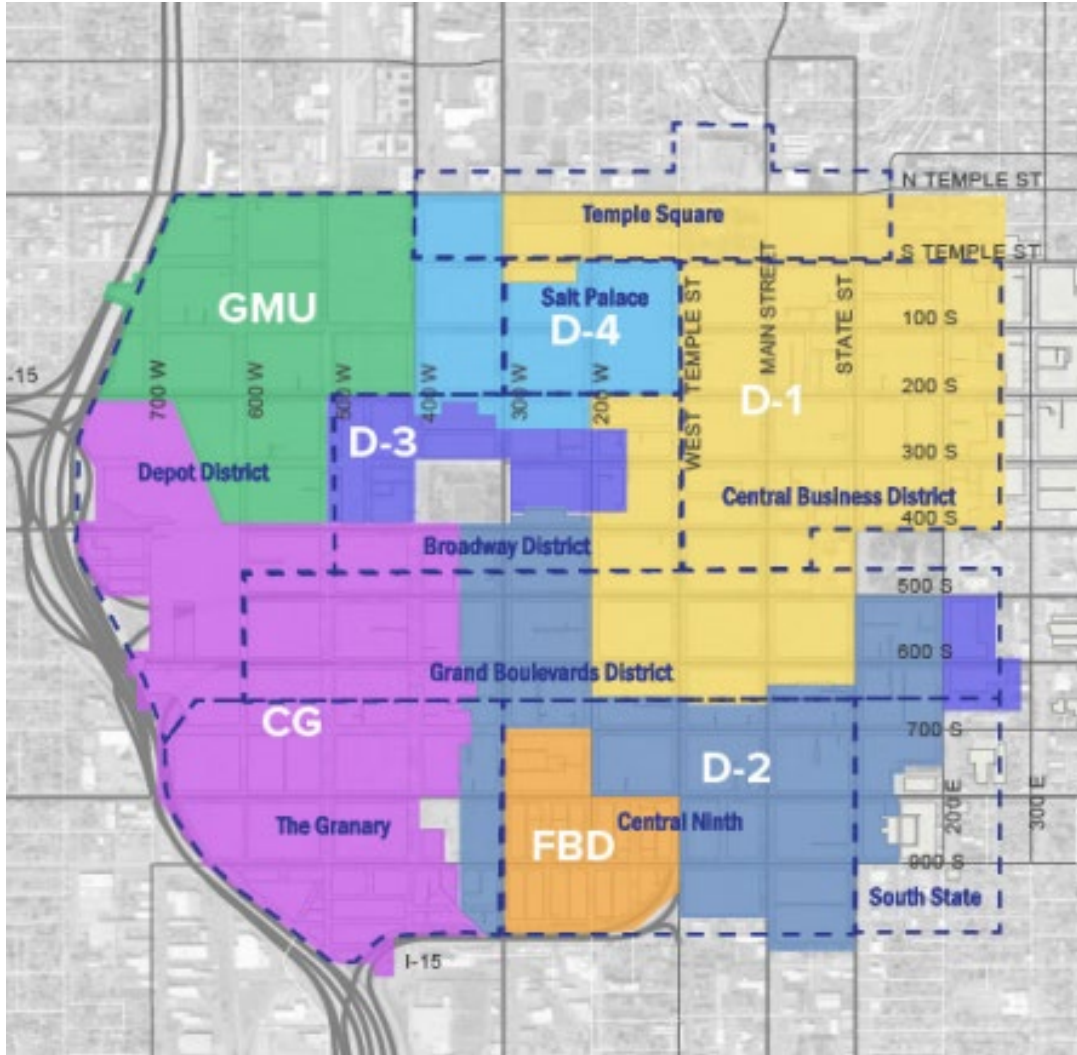 N TEMPLE ST
Temple Square
S TEMPLE ST
Salt Palace
GMU
D-4
WEST TEMPLE ST
MAIN STREET
STATE ST
100 S
-15
700 W
600 W
500 W
400 W
300 W
200 W
200 S
D-1
D-3
300 S
Depot District
Central Business District
400 S
Broadway District
500 S
600 S
Grand Boulevards District
CG
700 S
D-2
The Granary
FBD
Central Ninth
200 E
300 E
900 S
South State
I-15